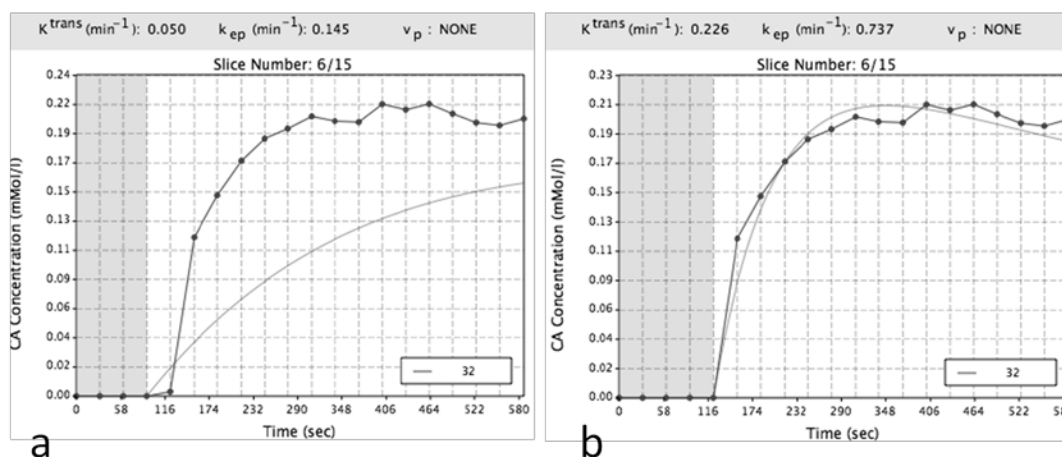 K^trans (min⁻¹): 0.050 k_ep (min⁻¹): 0.145 v_p : NONE
Slice Number: 6/15
CA Concentration (mMol/l)
0.24
0.22
0.19
0.17
0.15
0.13
0.11
0.09
0.06
0.04
0.02
0.00
0 58 116 174 232 290 348 406 464 522 580
Time (sec)
32
a
K^trans (min⁻¹): 0.226 k_ep (min⁻¹): 0.737 v_p : NONE
Slice Number: 6/15
CA Concentration (mMol/l)
0.23
0.21
0.19
0.17
0.15
0.13
0.11
0.08
0.06
0.04
0.02
0.00
0 58 116 174 232 290 348 406 464 522 58
Time (sec)
32
b